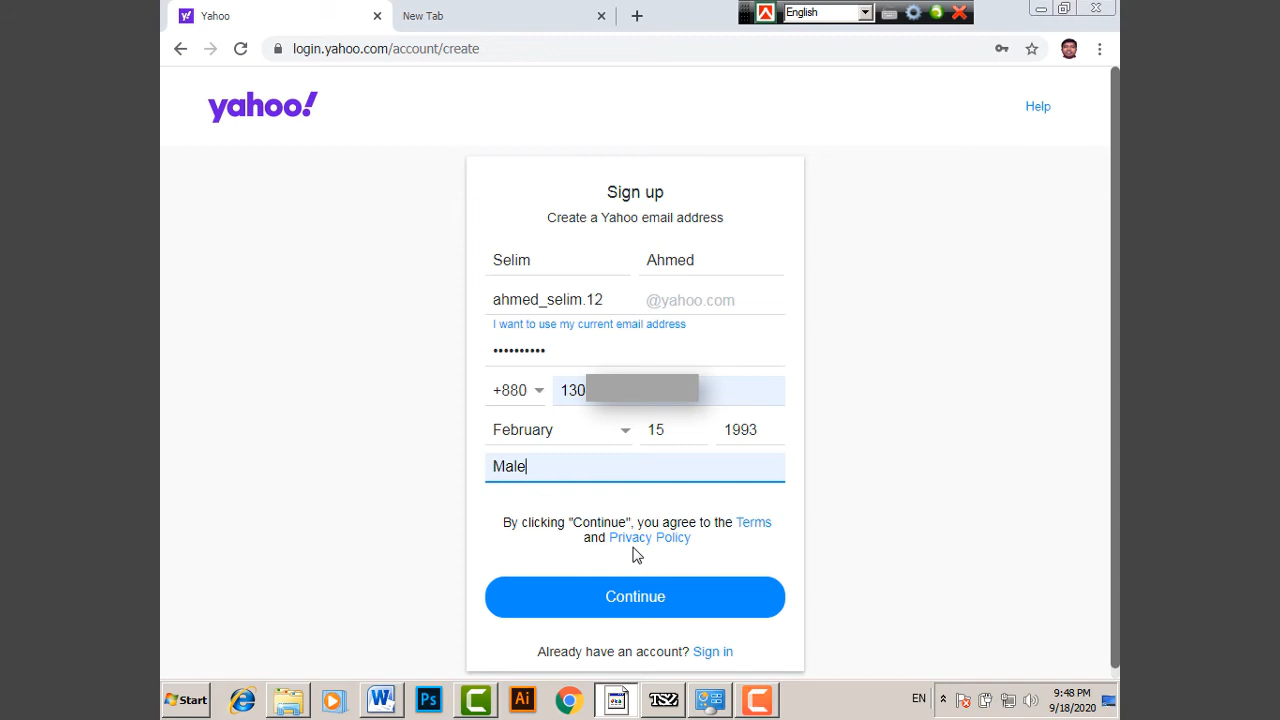 Yahoo
New Tab
English
login.yahoo.com/account/create
yahoo!
Help
Sign up
Create a Yahoo email address
Selim Ahmed
ahmed_selim.12 @yahoo.com
I want to use my current email address
••••••••••
+880 130
February 15 1993
Male
By clicking "Continue", you agree to the Terms
and Privacy Policy
Continue
Already have an account? Sign in
Start
W
Ps
C
Ai
TS2
C
EN
9:48 PM
9/18/2020